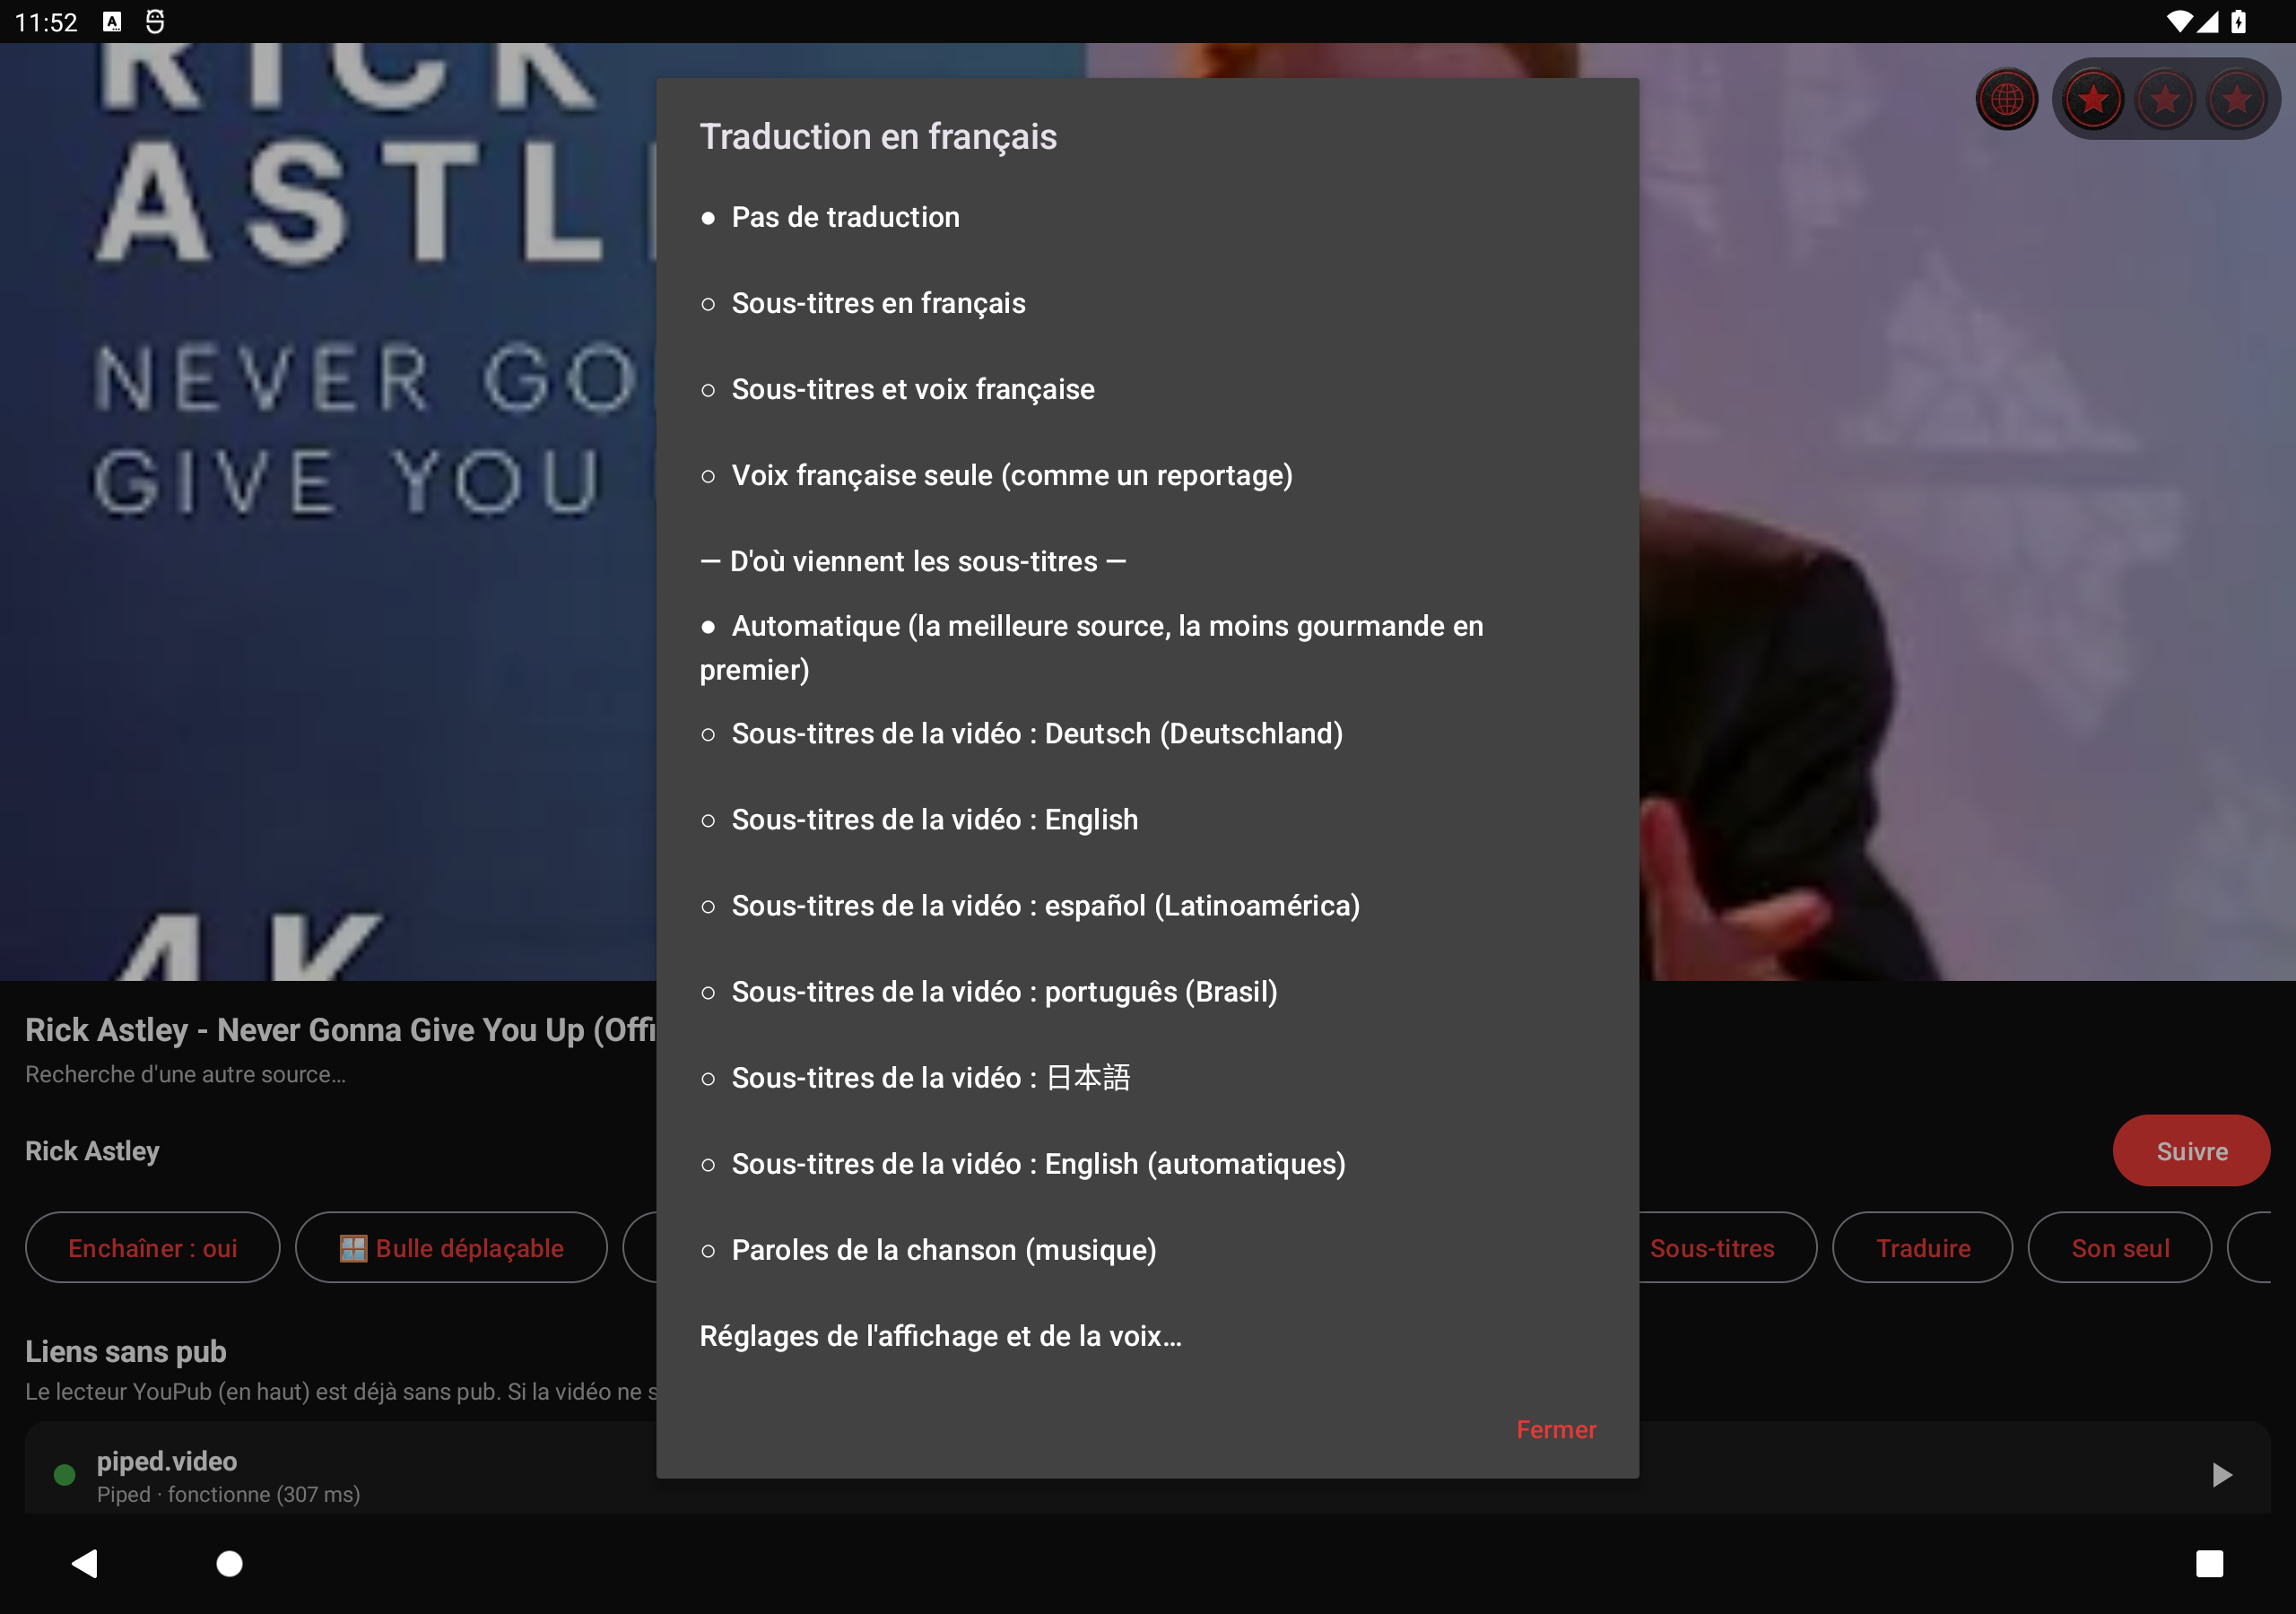 11:52
RICK
ASTL
NEVER GO
GIVE YOU
4K
Traduction en français
● Pas de traduction
○ Sous-titres en français
○ Sous-titres et voix française
○ Voix française seule (comme un reportage)
— D'où viennent les sous-titres —
● Automatique (la meilleure source, la moins gourmande en
premier)
○ Sous-titres de la vidéo : Deutsch (Deutschland)
○ Sous-titres de la vidéo : English
○ Sous-titres de la vidéo : español (Latinoamérica)
○ Sous-titres de la vidéo : português (Brasil)
○ Sous-titres de la vidéo : 日本語
○ Sous-titres de la vidéo : English (automatiques)
○ Paroles de la chanson (musique)
Réglages de l'affichage et de la voix...
Fermer
Rick Astley - Never Gonna Give You Up (Offi
Recherche d'une autre source...
Rick Astley
Suivre
Enchaîner : oui
Bulle déplaçable
Sous-titres
Traduire
Son seul
Liens sans pub
Le lecteur YouPub (en haut) est déjà sans pub. Si la vidéo ne s
piped.video
Piped · fonctionne (307 ms)